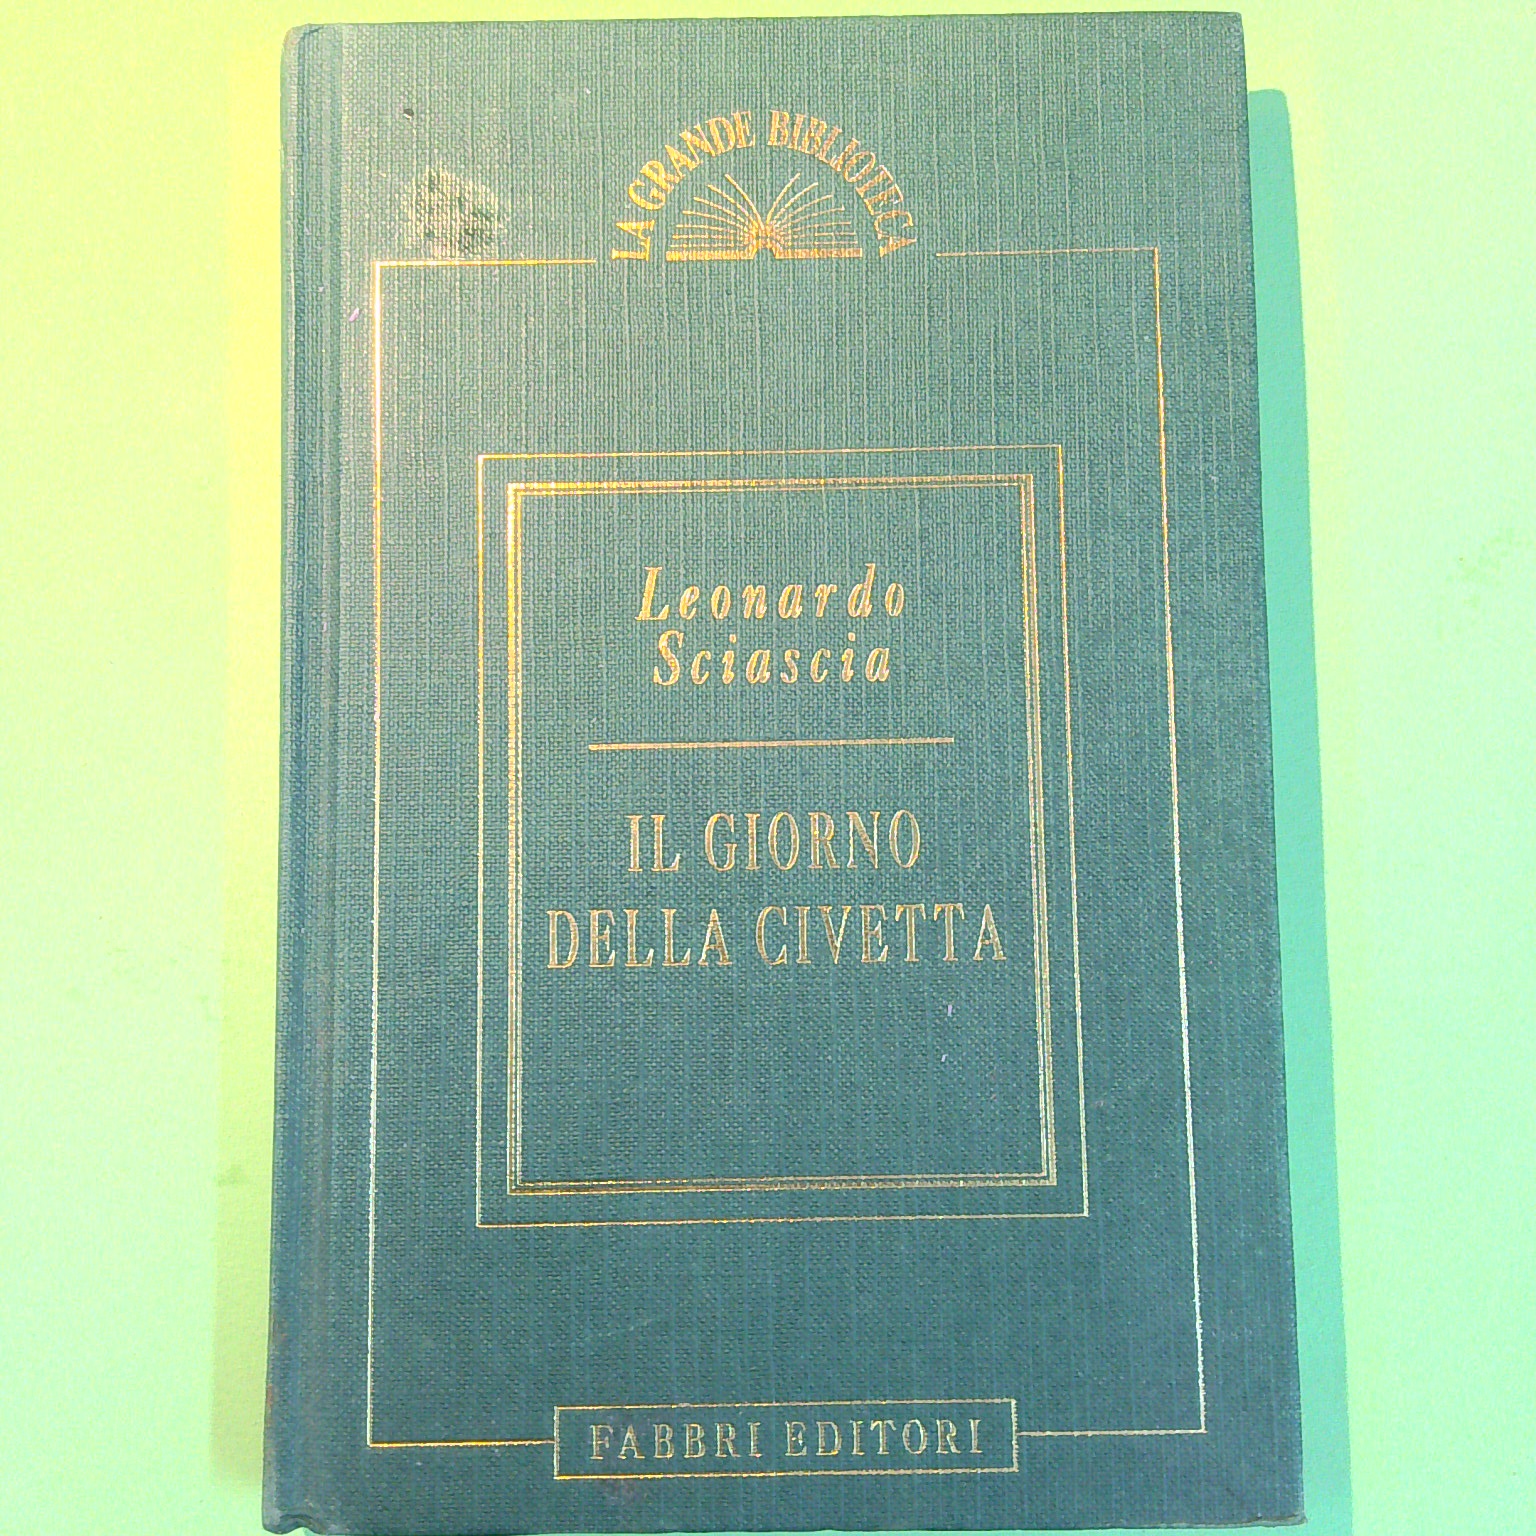 LA GRANDE BIBLIOTECA
Leonardo
Sciascia
IL GIORNO
DELLA CIVETTA
FABBRI EDITORI